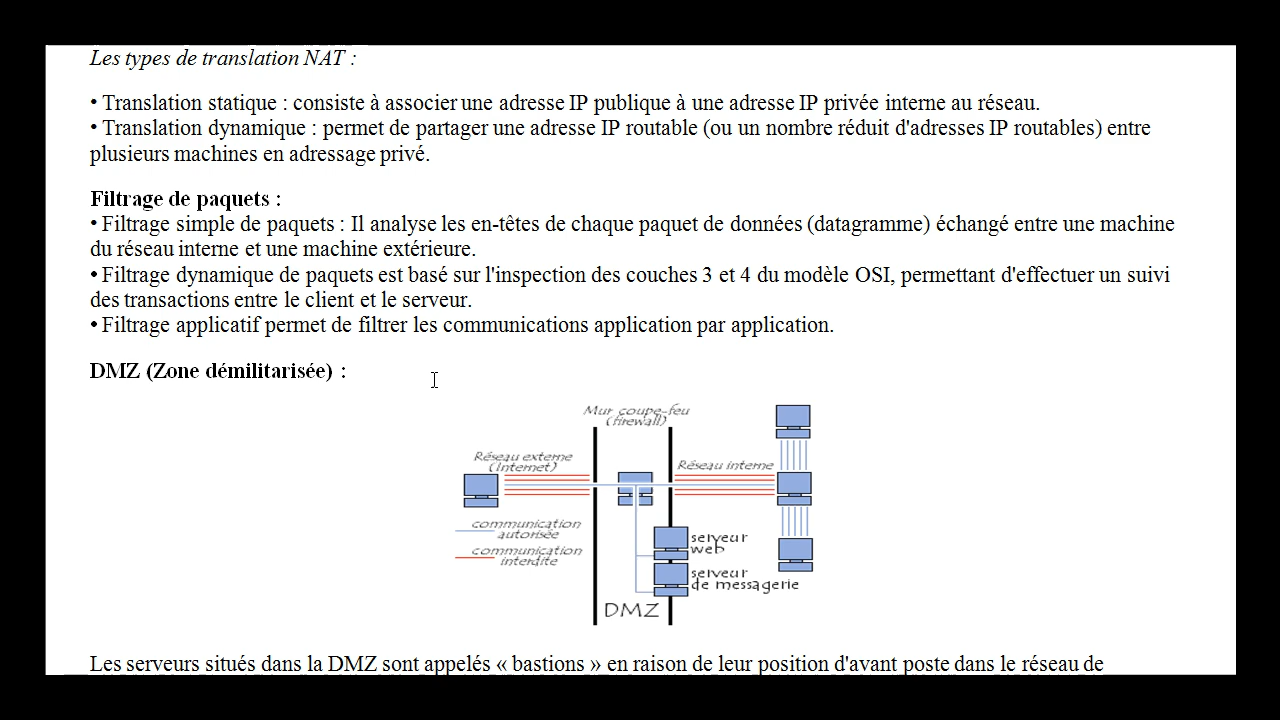 Les types de translation NAT :
• Translation statique : consiste à associer une adresse IP publique à une adresse IP privée interne au réseau.
• Translation dynamique : permet de partager une adresse IP routable (ou un nombre réduit d'adresses IP routables) entre
plusieurs machines en adressage privé.
Filtrage de paquets :
• Filtrage simple de paquets : Il analyse les en-têtes de chaque paquet de données (datagramme) échangé entre une machine
du réseau interne et une machine extérieure.
• Filtrage dynamique de paquets est basé sur l'inspection des couches 3 et 4 du modèle OSI, permettant d'effectuer un suivi
des transactions entre le client et le serveur.
• Filtrage applicatif permet de filtrer les communications application par application.
DMZ (Zone démilitarisée) :
Mur coupe-feu
(firewall)
Réseau externe
(Internet)
Réseau interne
communication
autorisée
communication
interdite
serveur
web
serveur
de messagerie
DMZ
Les serveurs situés dans la DMZ sont appelés « bastions » en raison de leur position d'avant poste dans le réseau de